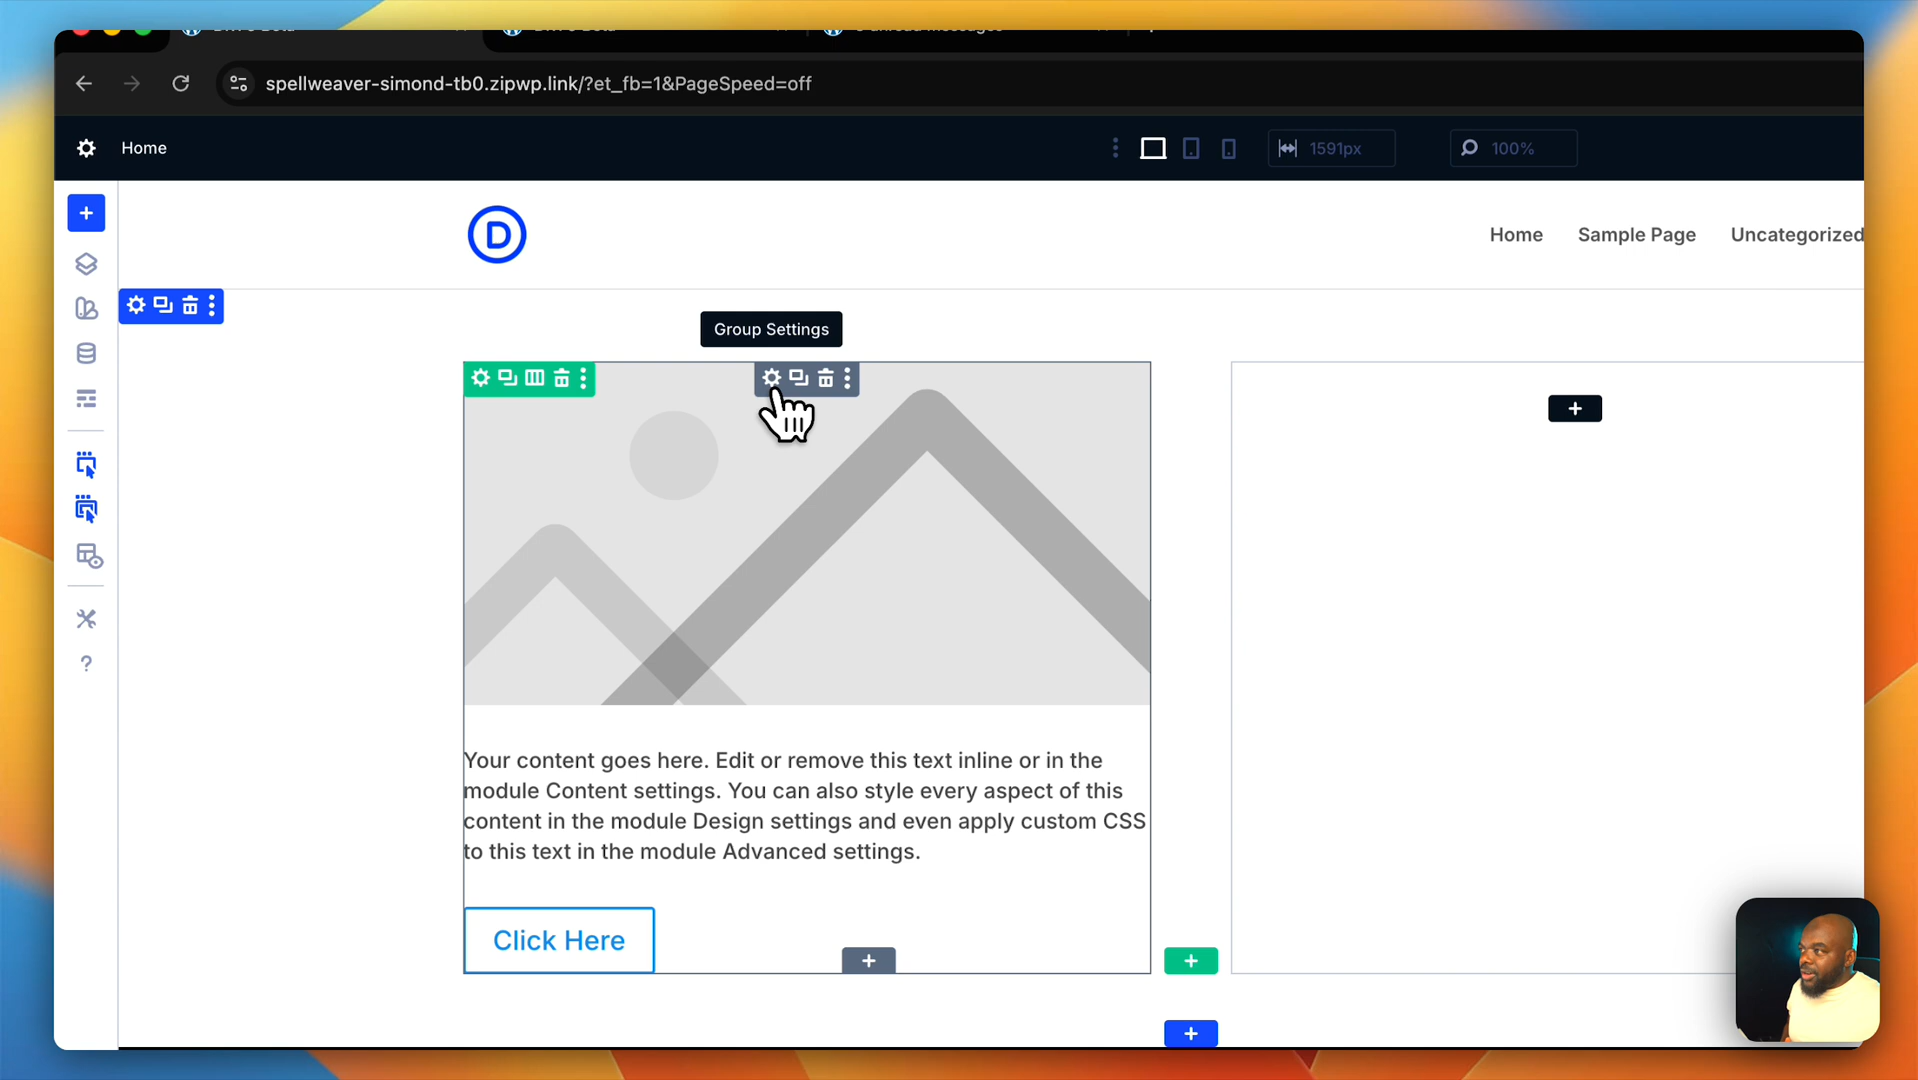 spellweaver-simond-tb0.zipwp.link/?et_fb=1&PageSpeed=off
Home
1591px
100%
D
Home
Sample Page
Uncategorized
Group Settings
Your content goes here. Edit or remove this text inline or in the
module Content settings. You can also style every aspect of this
content in the module Design settings and even apply custom CSS
to this text in the module Advanced settings.
Click Here